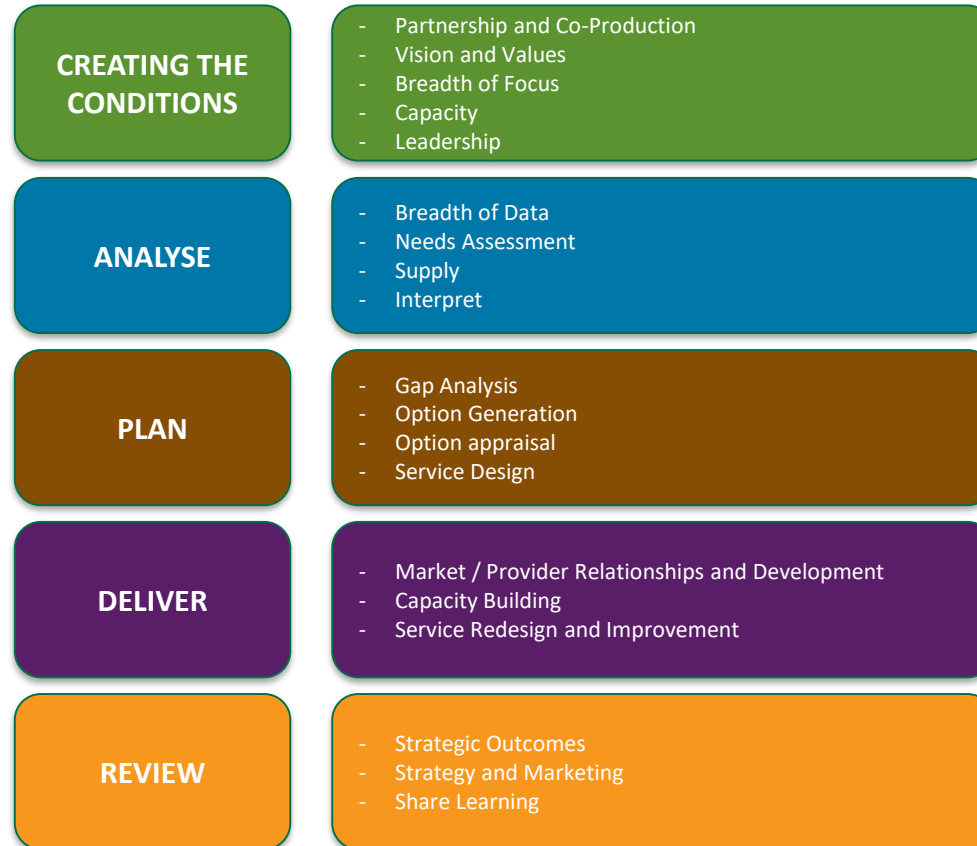 CREATING THE
CONDITIONS
- Partnership and Co-Production
- Vision and Values
- Breadth of Focus
- Capacity
- Leadership
ANALYSE
- Breadth of Data
- Needs Assessment
- Supply
- Interpret
PLAN
- Gap Analysis
- Option Generation
- Option appraisal
- Service Design
DELIVER
- Market / Provider Relationships and Development
- Capacity Building
- Service Redesign and Improvement
REVIEW
- Strategic Outcomes
- Strategy and Marketing
- Share Learning